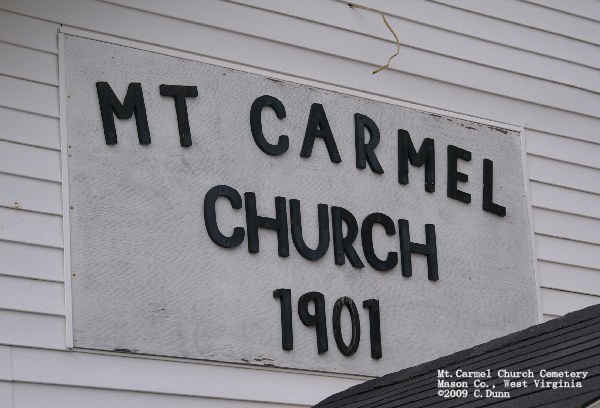 MT CARMEL
CHURCH
1901
Mt.Carmel Church Cemetery
Mason Co., West Virginia
©2009 C.Dunn